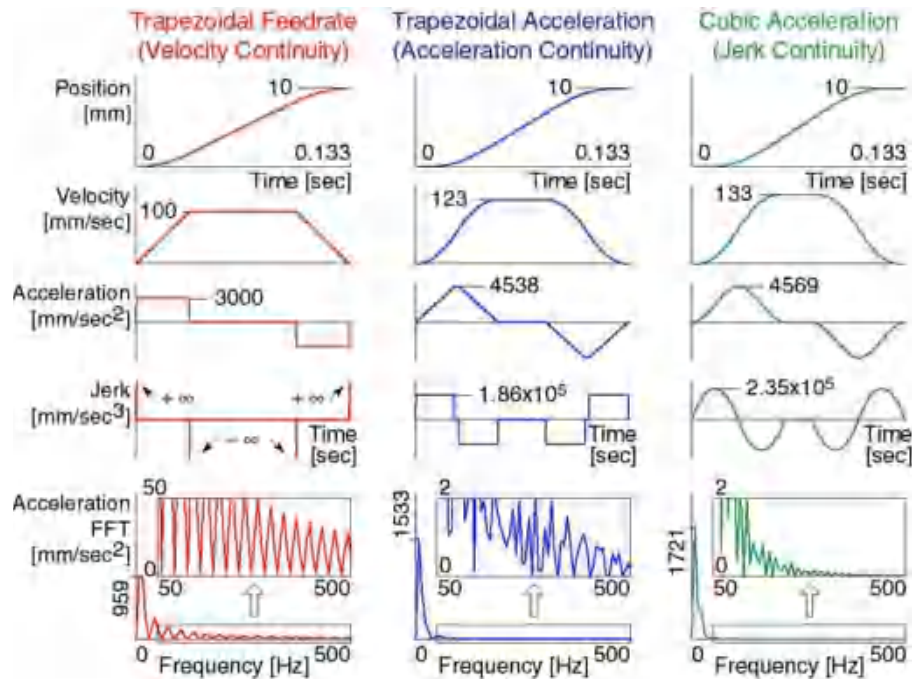 Trapezoidal Feedrate
(Velocity Continuity)
Trapezoidal Acceleration
(Acceleration Continuity)
Cubic Acceleration
(Jerk Continuity)
Position
[mm]
10
0
0.133
Time [sec]
10
0
0.133
Time [sec]
10
0
0.133
Time [sec]
Velocity
[mm/sec]
100
123
133
Acceleration
[mm/sec2]
3000
4538
4569
Jerk
[mm/sec3]
+ ∞
+ ∞
- ∞
Time
[sec]
1.86x10⁵
Time
[sec]
2.35x10⁵
Time
[sec]
Acceleration
FFT
[mm/sec2]
50
0
50
500
959
0
500
Frequency [Hz]
2
0
50
500
1533
0
500
Frequency [Hz]
2
0
50
500
1721
0
500
Frequency [Hz]